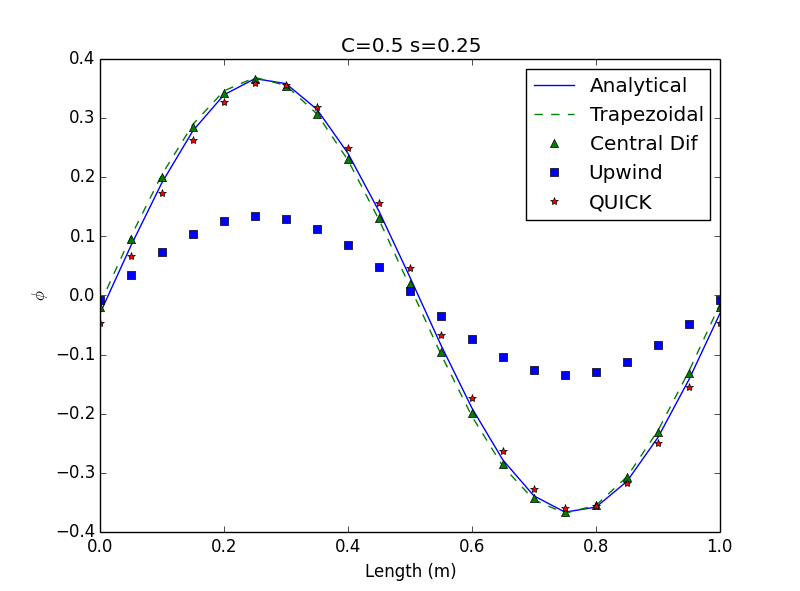 C=0.5 s=0.25
0.4
0.3
0.2
0.1
0.0
−0.1
−0.2
−0.3
−0.4
ϕ
Analytical
Trapezoidal
Central Dif
Upwind
QUICK
0.0 0.2 0.4 0.6 0.8 1.0
Length (m)